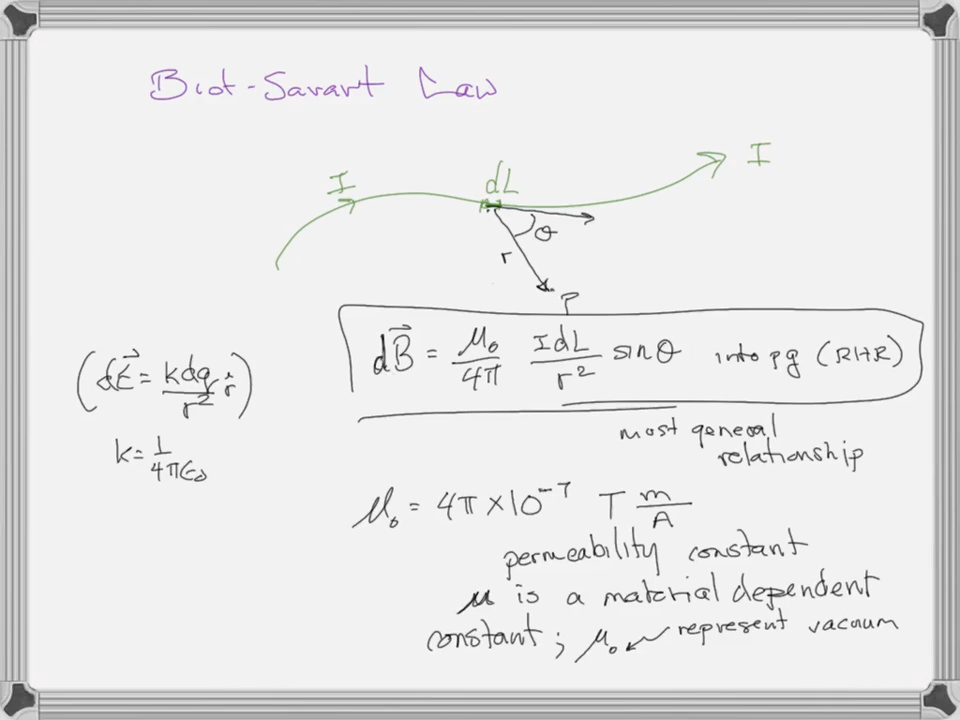 Biot-Savart Law
I
dL
I
θ
r
P
dB⃗ = μ₀/4π IdL/r² sinθ into pg (RHR)
(dE⃗ = kdq/r² r̂)
most general
relationship
k = 1/4πε₀
μ₀ = 4π×10⁻⁷ T m/A
permeability constant
μ is a material dependent
constant; μ₀ ↙ represent vacuum